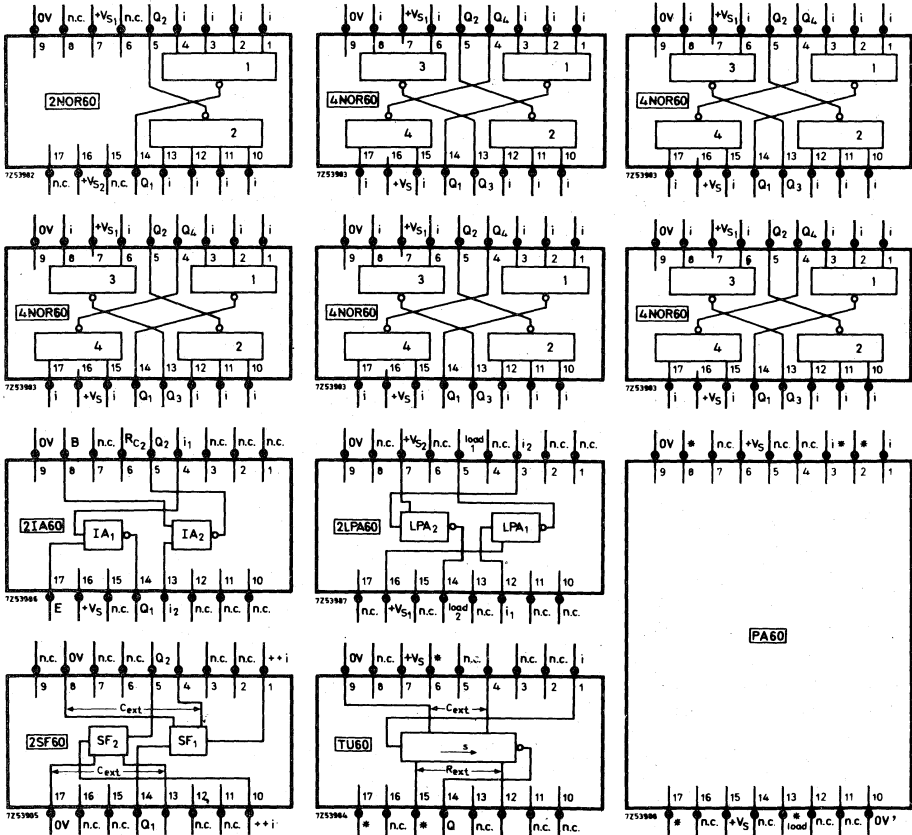 0V n.c. +VS1 n.c. Q2 i i i i
9 8 7 6 5 4 3 2 1
1
2NOR60
2
17 16 15 14 13 12 11 10
7Z53982
n.c. +VS2 n.c. Q1 i i i i
0V i +VS1 i Q2 Q4 i i i
9 8 7 6 5 4 3 2 1
3 1
4NOR60
4 2
17 16 15 14 13 12 11 10
7Z53983
i +VS i Q1 Q3 i i i
0V i +VS1 i Q2 Q4 i i i
9 8 7 6 5 4 3 2 1
3 1
4NOR60
4 2
17 16 15 14 13 12 11 10
7Z53983
i +VS i Q1 Q3 i i i
0V i +VS1 i Q2 Q4 i i i
9 8 7 6 5 4 3 2 1
3 1
4NOR60
4 2
17 16 15 14 13 12 11 10
7Z53983
i +VS i Q1 Q3 i i i
0V i +VS1 i Q2 Q4 i i i
9 8 7 6 5 4 3 2 1
3 1
4NOR60
4 2
17 16 15 14 13 12 11 10
7Z53983
i +VS i Q1 Q3 i i i
0V i +VS1 i Q2 Q4 i i i
9 8 7 6 5 4 3 2 1
3 1
4NOR60
4 2
17 16 15 14 13 12 11 10
7Z53983
i +VS i Q1 Q3 i i i
0V B n.c. RC2 Q2 i1 n.c. n.c. n.c.
9 8 7 6 5 4 3 2 1
2IA60
IA1 IA2
17 16 15 14 13 12 11 10
7Z53986
E +VS n.c. Q1 i2 n.c. n.c. n.c.
0V n.c. +VS2 n.c. load 1 n.c. i2 n.c. n.c.
9 8 7 6 5 4 3 2 1
2LPA60
LPA2 LPA1
17 16 15 14 13 12 11 10
7Z53987
n.c. +VS1 n.c. load 2 n.c. i1 n.c. n.c.
0V * n.c. +VS n.c. n.c. i* * i
9 8 7 6 5 4 3 2 1
PA60
17 16 15 14 13 12 11 10
* n.c. +VS n.c. * load n.c. n.c. 0V'
n.c. 0V n.c. n.c. Q2 n.c. n.c. ++i
9 8 7 6 5 4 3 2 1
Cext
2SF60
SF2 SF1
Cext
17 16 15 14 13 12 11 10
7Z53985
0V n.c. n.c. Q1 n.c. n.c. ++i
0V n.c. +VS * n.c. n.c. n.c. i
9 8 7 6 5 4 3 2 1
Cext
TU60
s
Rext
17 16 15 14 13 12 11 10
7Z53984
* n.c. * Q n.c. n.c. n.c.